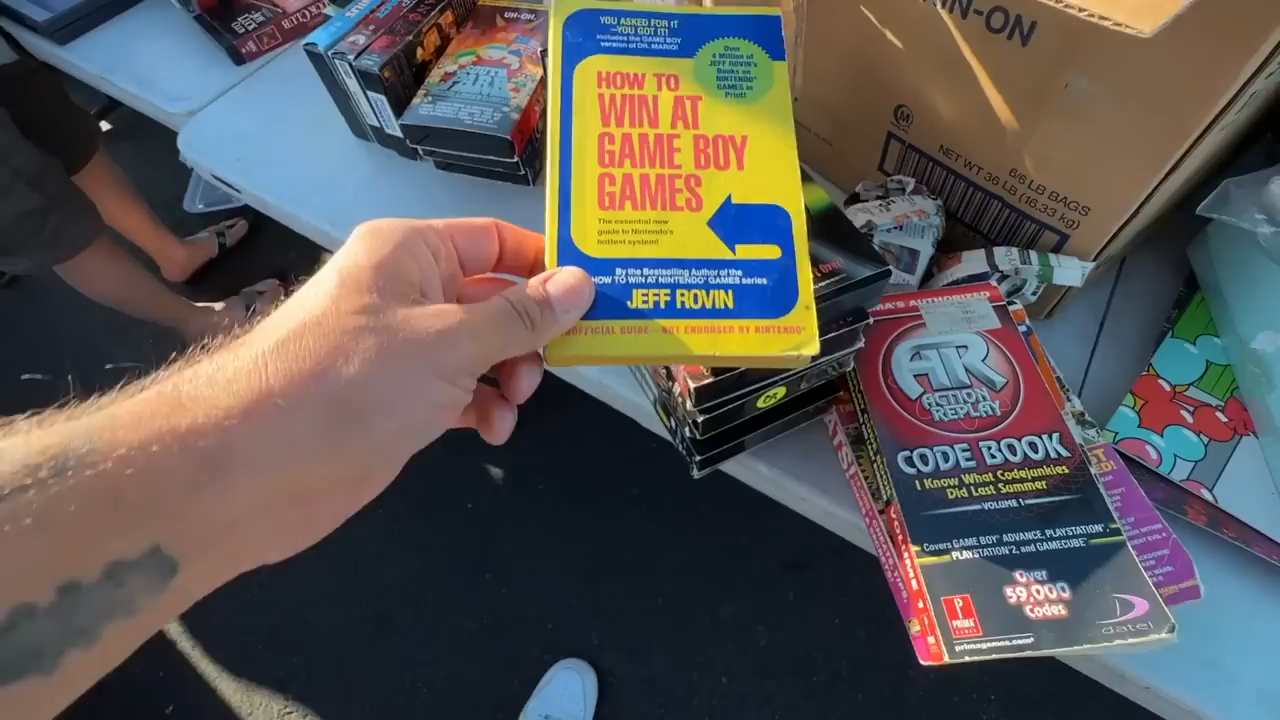 UH-OH.
YOU ASKED FOR IT
—YOU GOT IT!
includes the GAME BOY
version of DR. MARIO!
Over
4 Million of
JEFF ROVIN's
Books on
NINTENDO®
GAMES in
Print!
HOW TO
WIN AT
GAME BOY
GAMES
The essential new
guide to Nintendo's
hottest system!
By the Bestselling Author of the
HOW TO WIN AT NINTENDO® GAMES series
JEFF ROVIN
UNOFFICIAL GUIDE—NOT ENDORSED BY NINTENDO®
N-ON
M
6/6 LB BAGS
NET WT 36 LB (16.33 kg)
MA'S AUTHORIZED
AR
ACTION
REPLAY
CODE BOOK
I Know What Codejunkies
Did Last Summer
VOLUME 1
Covers GAME BOY® ADVANCE, PLAYSTATION®,
PLAYSTATION®2, and GAMECUBE™
Over
59,000
Codes
PRIMA
GAMES
primagames.com®
datel